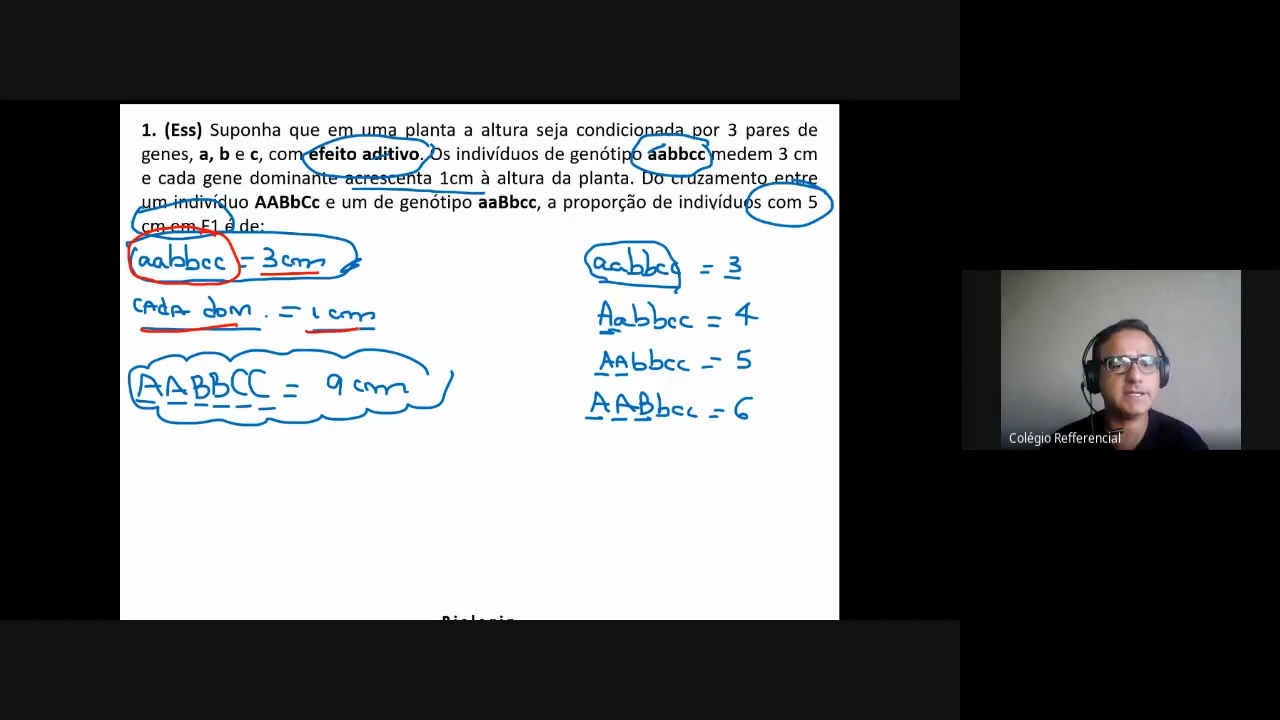 1. (Ess) Suponha que em uma planta a altura seja condicionada por 3 pares de
genes, a, b e c, com efeito aditivo. Os indivíduos de genótipo aabbcc medem 3 cm
e cada gene dominante acrescenta 1cm à altura da planta. Do cruzamento entre
um indivíduo AABbCc e um de genótipo aaBbcc, a proporção de indivíduos com 5
cm em F1 é de:
aabbcc = 3cm
cada dom. = 1cm
AABBCC = 9cm
aabbcc = 3
Aabbcc = 4
AAbbcc = 5
AABbcc = 6
Colégio Refferencial